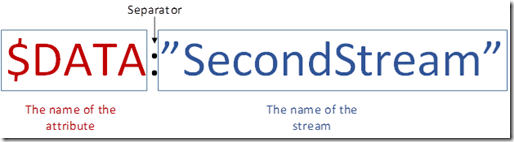 Separator
$DATA:”SecondStream”
The name of the
attribute
The name of the
stream